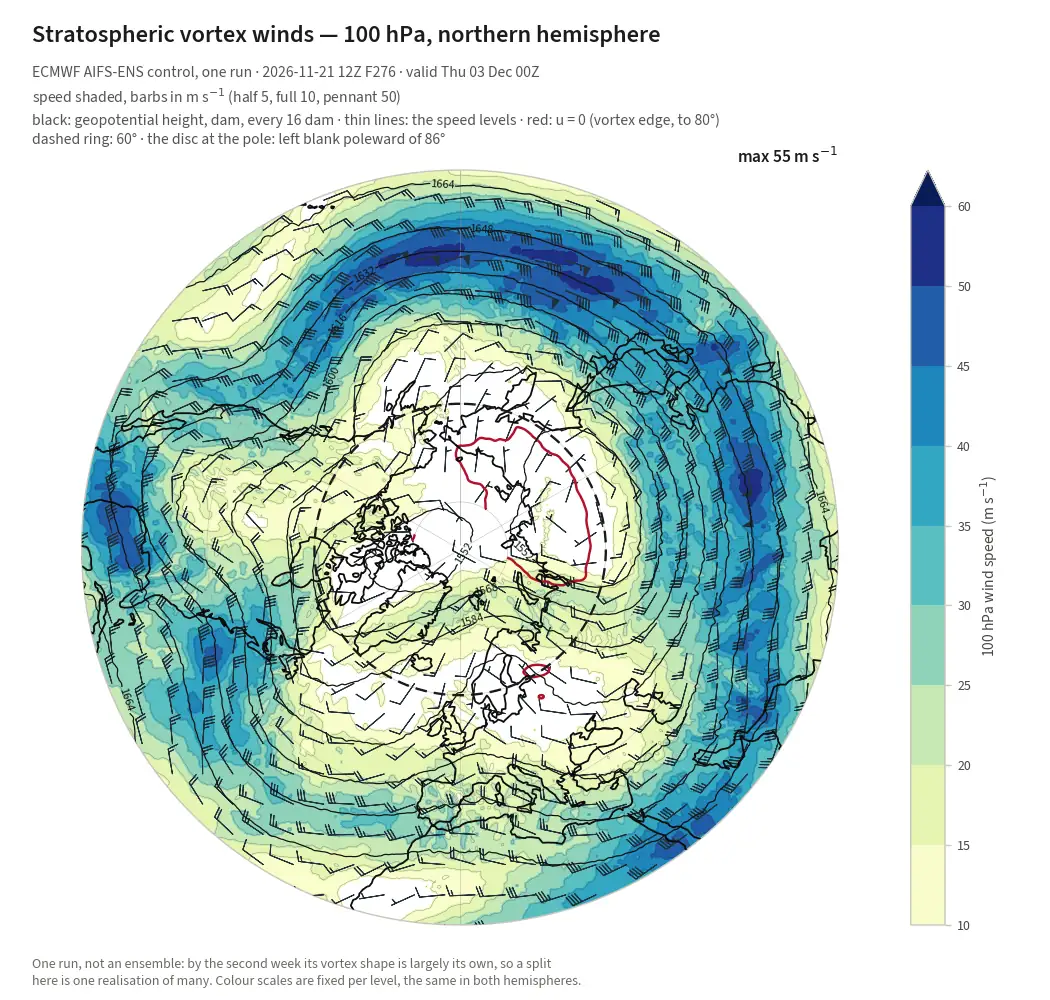 Stratospheric vortex winds — 100 hPa, northern hemisphere
ECMWF AIFS-ENS control, one run · 2026-11-21 12Z F276 · valid Thu 03 Dec 00Z
speed shaded, barbs in m s⁻¹ (half 5, full 10, pennant 50)
black: geopotential height, dam, every 16 dam · thin lines: the speed levels · red: u = 0 (vortex edge, to 80°)
dashed ring: 60° · the disc at the pole: left blank poleward of 86°
max 55 m s⁻¹
1664
1648
1632
1616
1600
1664
1552
1568
1584
1664
60
50
45
40
35
30
25
20
15
10
100 hPa wind speed (m s⁻¹)
One run, not an ensemble: by the second week its vortex shape is largely its own, so a split
here is one realisation of many. Colour scales are fixed per level, the same in both hemispheres.